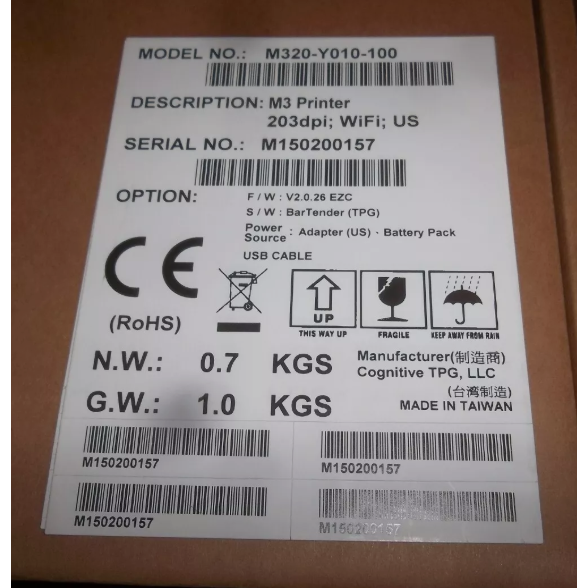 MODEL NO.: M320-Y010-100
DESCRIPTION: M3 Printer
203dpi; WiFi; US
SERIAL NO.: M150200157
OPTION:
F / W : V2.0.26 EZC
S / W : BarTender (TPG)
Power Source : Adapter (US) · Battery Pack
USB CABLE
CE
(RoHS)
UP
THIS WAY UP
FRAGILE
KEEP AWAY FROM RAIN
N.W.: 0.7 KGS
G.W.: 1.0 KGS
Manufacturer(制造商)
Cognitive TPG, LLC
(台湾制造)
MADE IN TAIWAN
M150200157
M150200157
M150200157
M150200157